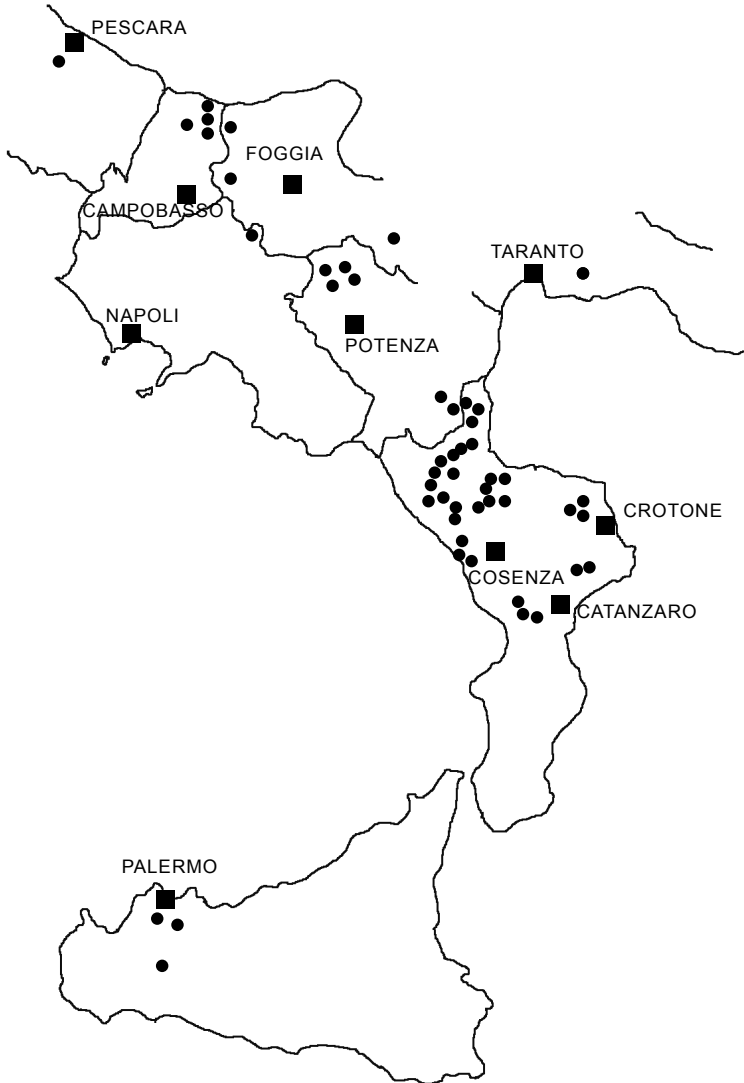 PESCARA
FOGGIA
CAMPOBASSO
TARANTO
NAPOLI
POTENZA
CROTONE
COSENZA
CATANZARO
PALERMO